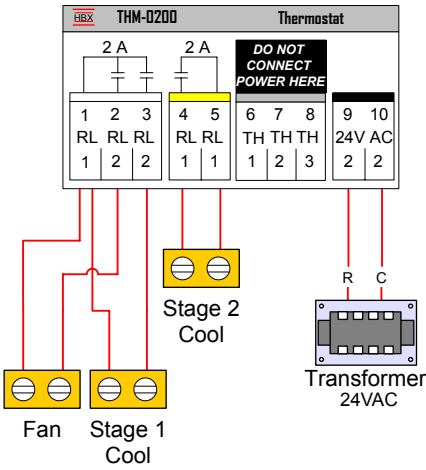 HBX THM-0200 Thermostat
2 A 2 A DO NOT
CONNECT
POWER HERE
1 2 3 4 5 6 7 8 9 10
RL RL RL RL RL TH TH TH 24V AC
1 2 2 1 1 1 2 3 2 2
R C
Stage 2
Cool
Transformer
24VAC
Fan Stage 1
Cool